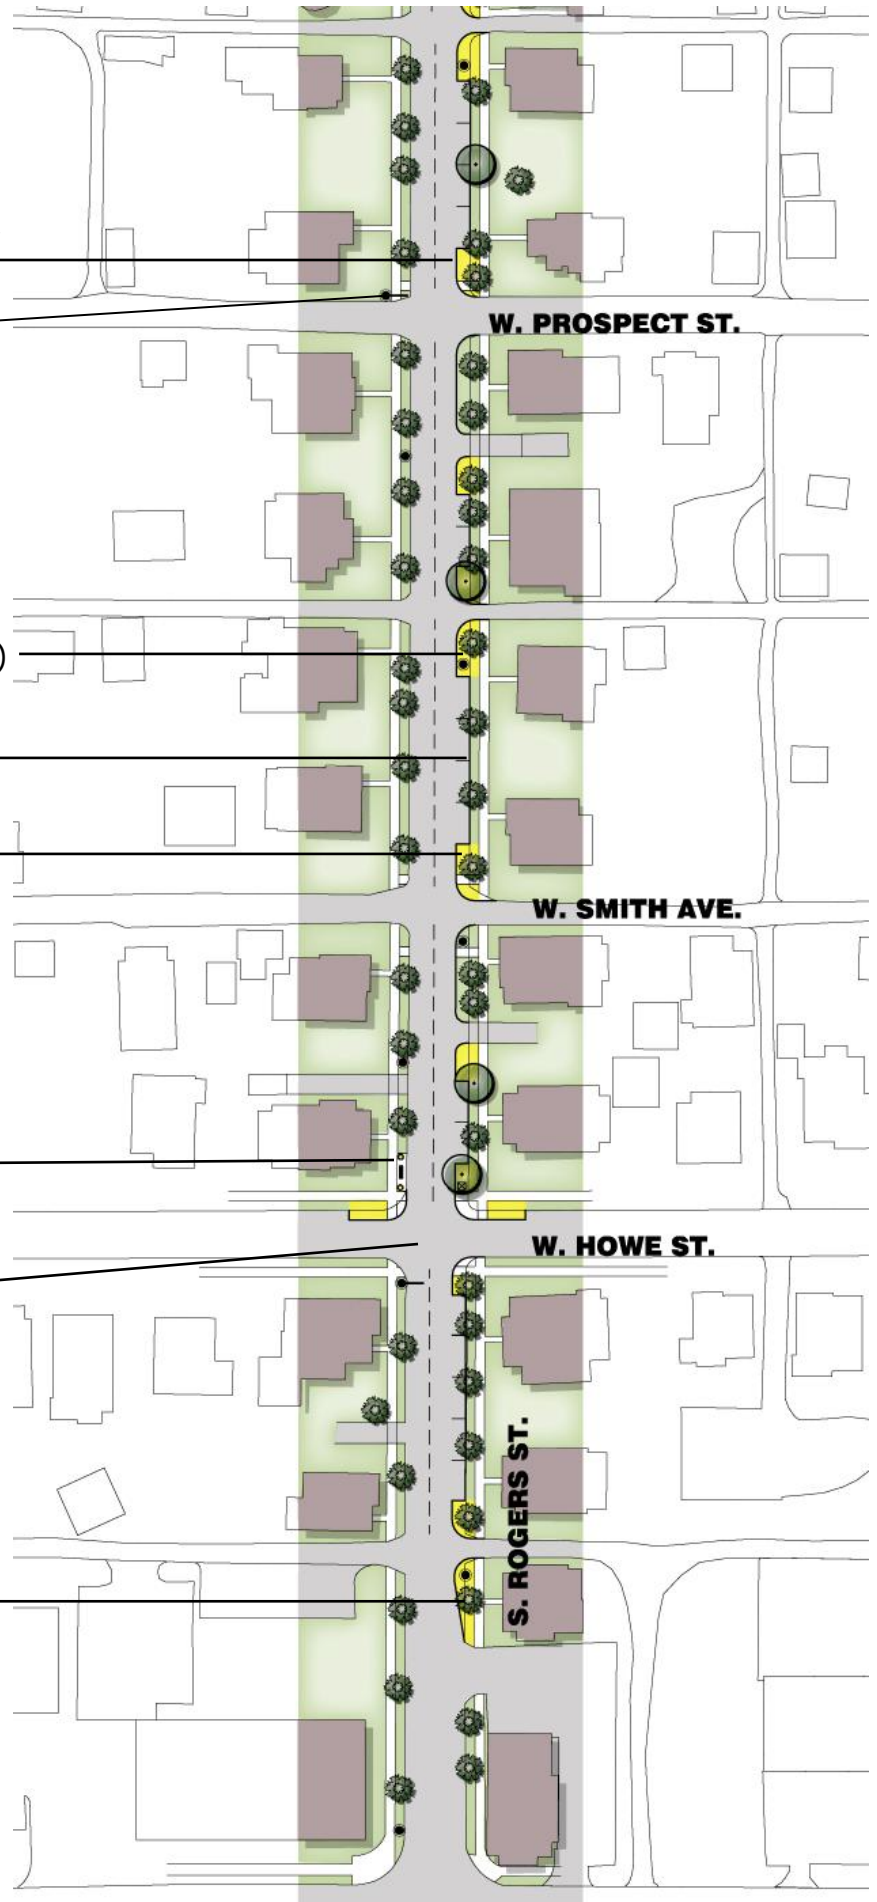 W. PROSPECT ST.
)
W. SMITH AVE.
W. HOWE ST.
S. ROGERS ST.